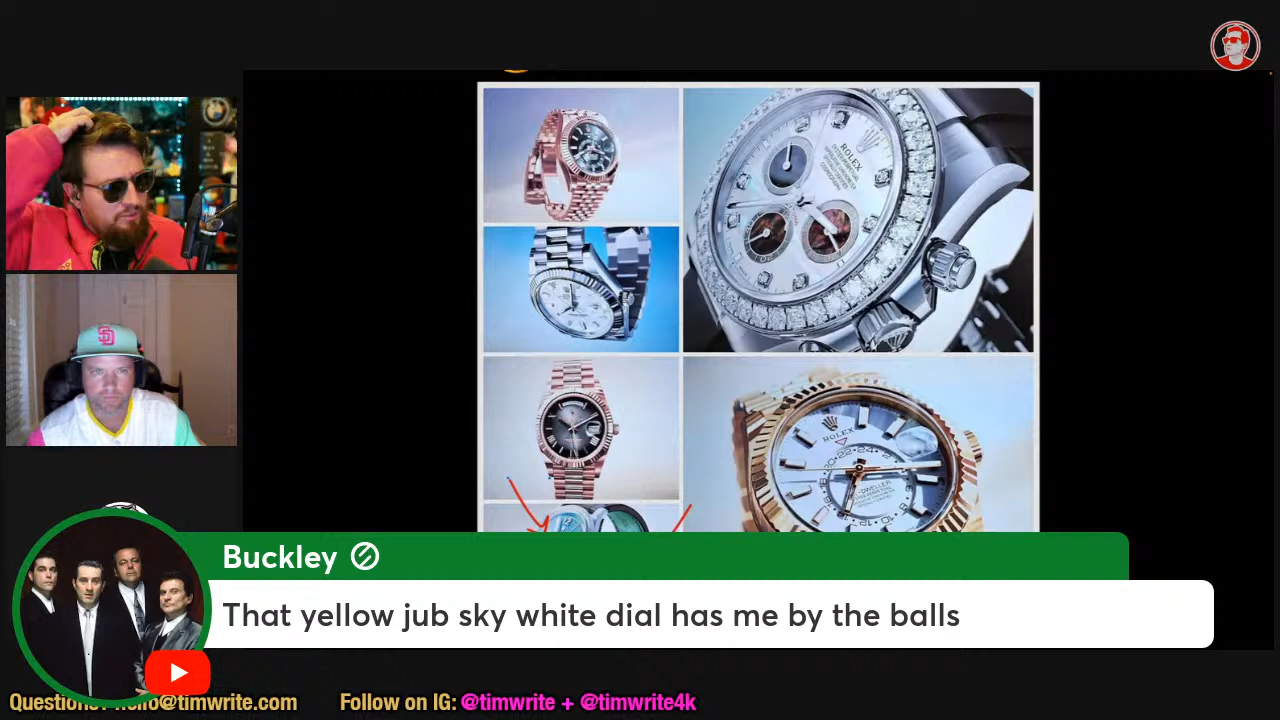 SD
ROLEX
ROLEX
Buckley
That yellow jub sky white dial has me by the balls
Follow on IG: @timwrite + @timwrite4k